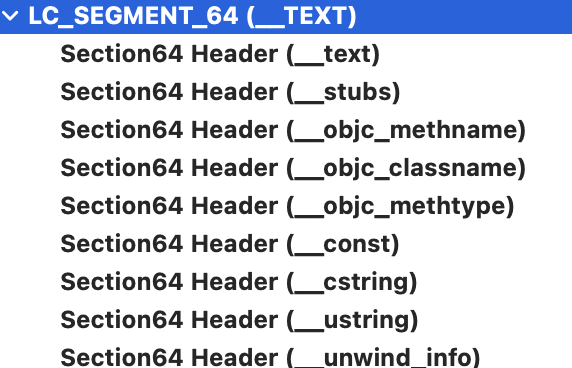 LC_SEGMENT_64 (__TEXT)
Section64 Header (__text)
Section64 Header (__stubs)
Section64 Header (__objc_methname)
Section64 Header (__objc_classname)
Section64 Header (__objc_methtype)
Section64 Header (__const)
Section64 Header (__cstring)
Section64 Header (__ustring)
Section64 Header (__unwind_info)